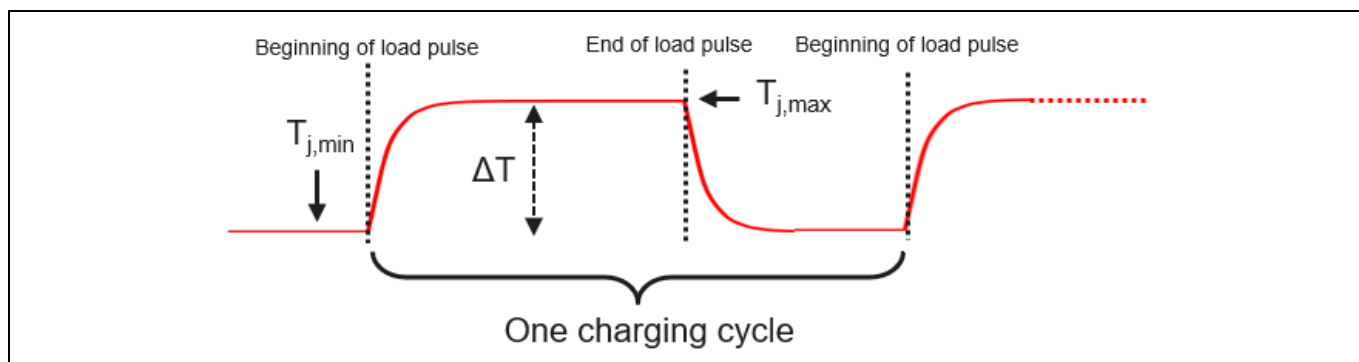 Beginning of load pulse
End of load pulse
Beginning of load pulse
Tj,min
ΔT
Tj,max
One charging cycle